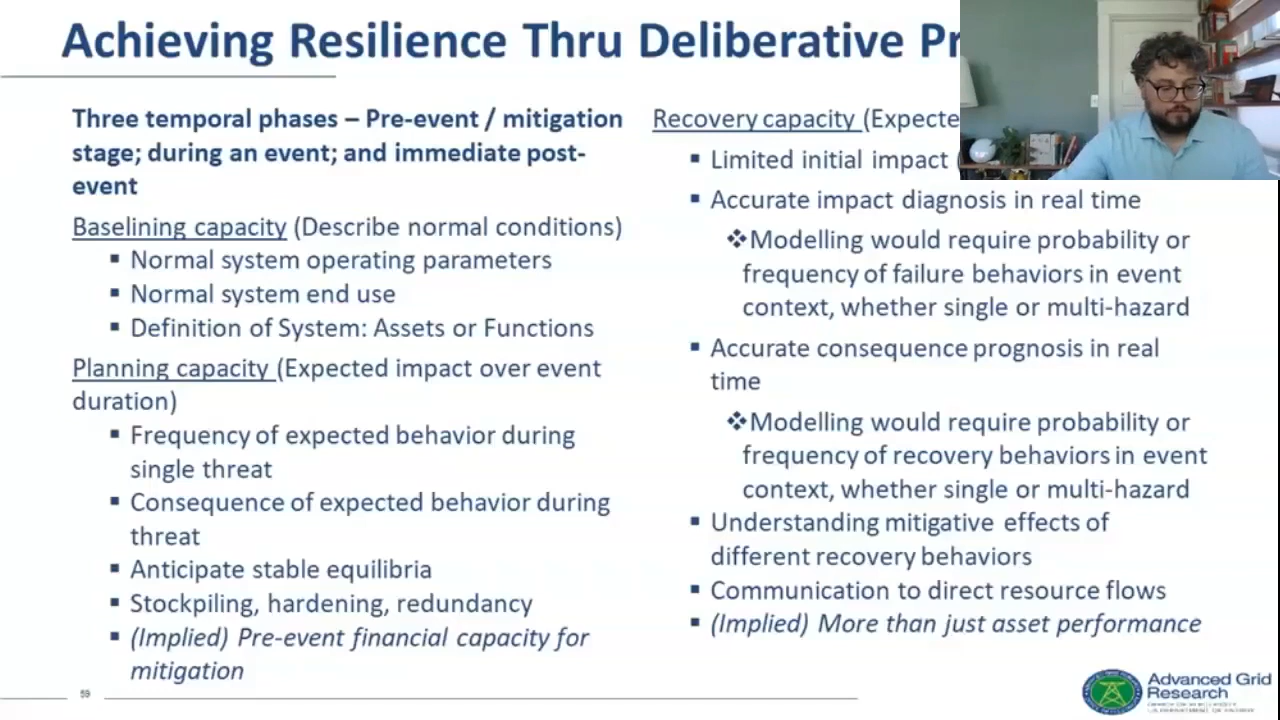 Achieving Resilience Thru Deliberative Pr
Three temporal phases – Pre-event / mitigation
stage; during an event; and immediate post-
event
Baselining capacity (Describe normal conditions)
▪ Normal system operating parameters
▪ Normal system end use
▪ Definition of System: Assets or Functions
Planning capacity (Expected impact over event
duration)
▪ Frequency of expected behavior during
single threat
▪ Consequence of expected behavior during
threat
▪ Anticipate stable equilibria
▪ Stockpiling, hardening, redundancy
▪ (Implied) Pre-event financial capacity for
mitigation
Recovery capacity (Expecte
▪ Limited initial impact
▪ Accurate impact diagnosis in real time
❖Modelling would require probability or
frequency of failure behaviors in event
context, whether single or multi-hazard
▪ Accurate consequence prognosis in real
time
❖Modelling would require probability or
frequency of recovery behaviors in event
context, whether single or multi-hazard
▪ Understanding mitigative effects of
different recovery behaviors
▪ Communication to direct resource flows
▪ (Implied) More than just asset performance
59
Advanced Grid
Research